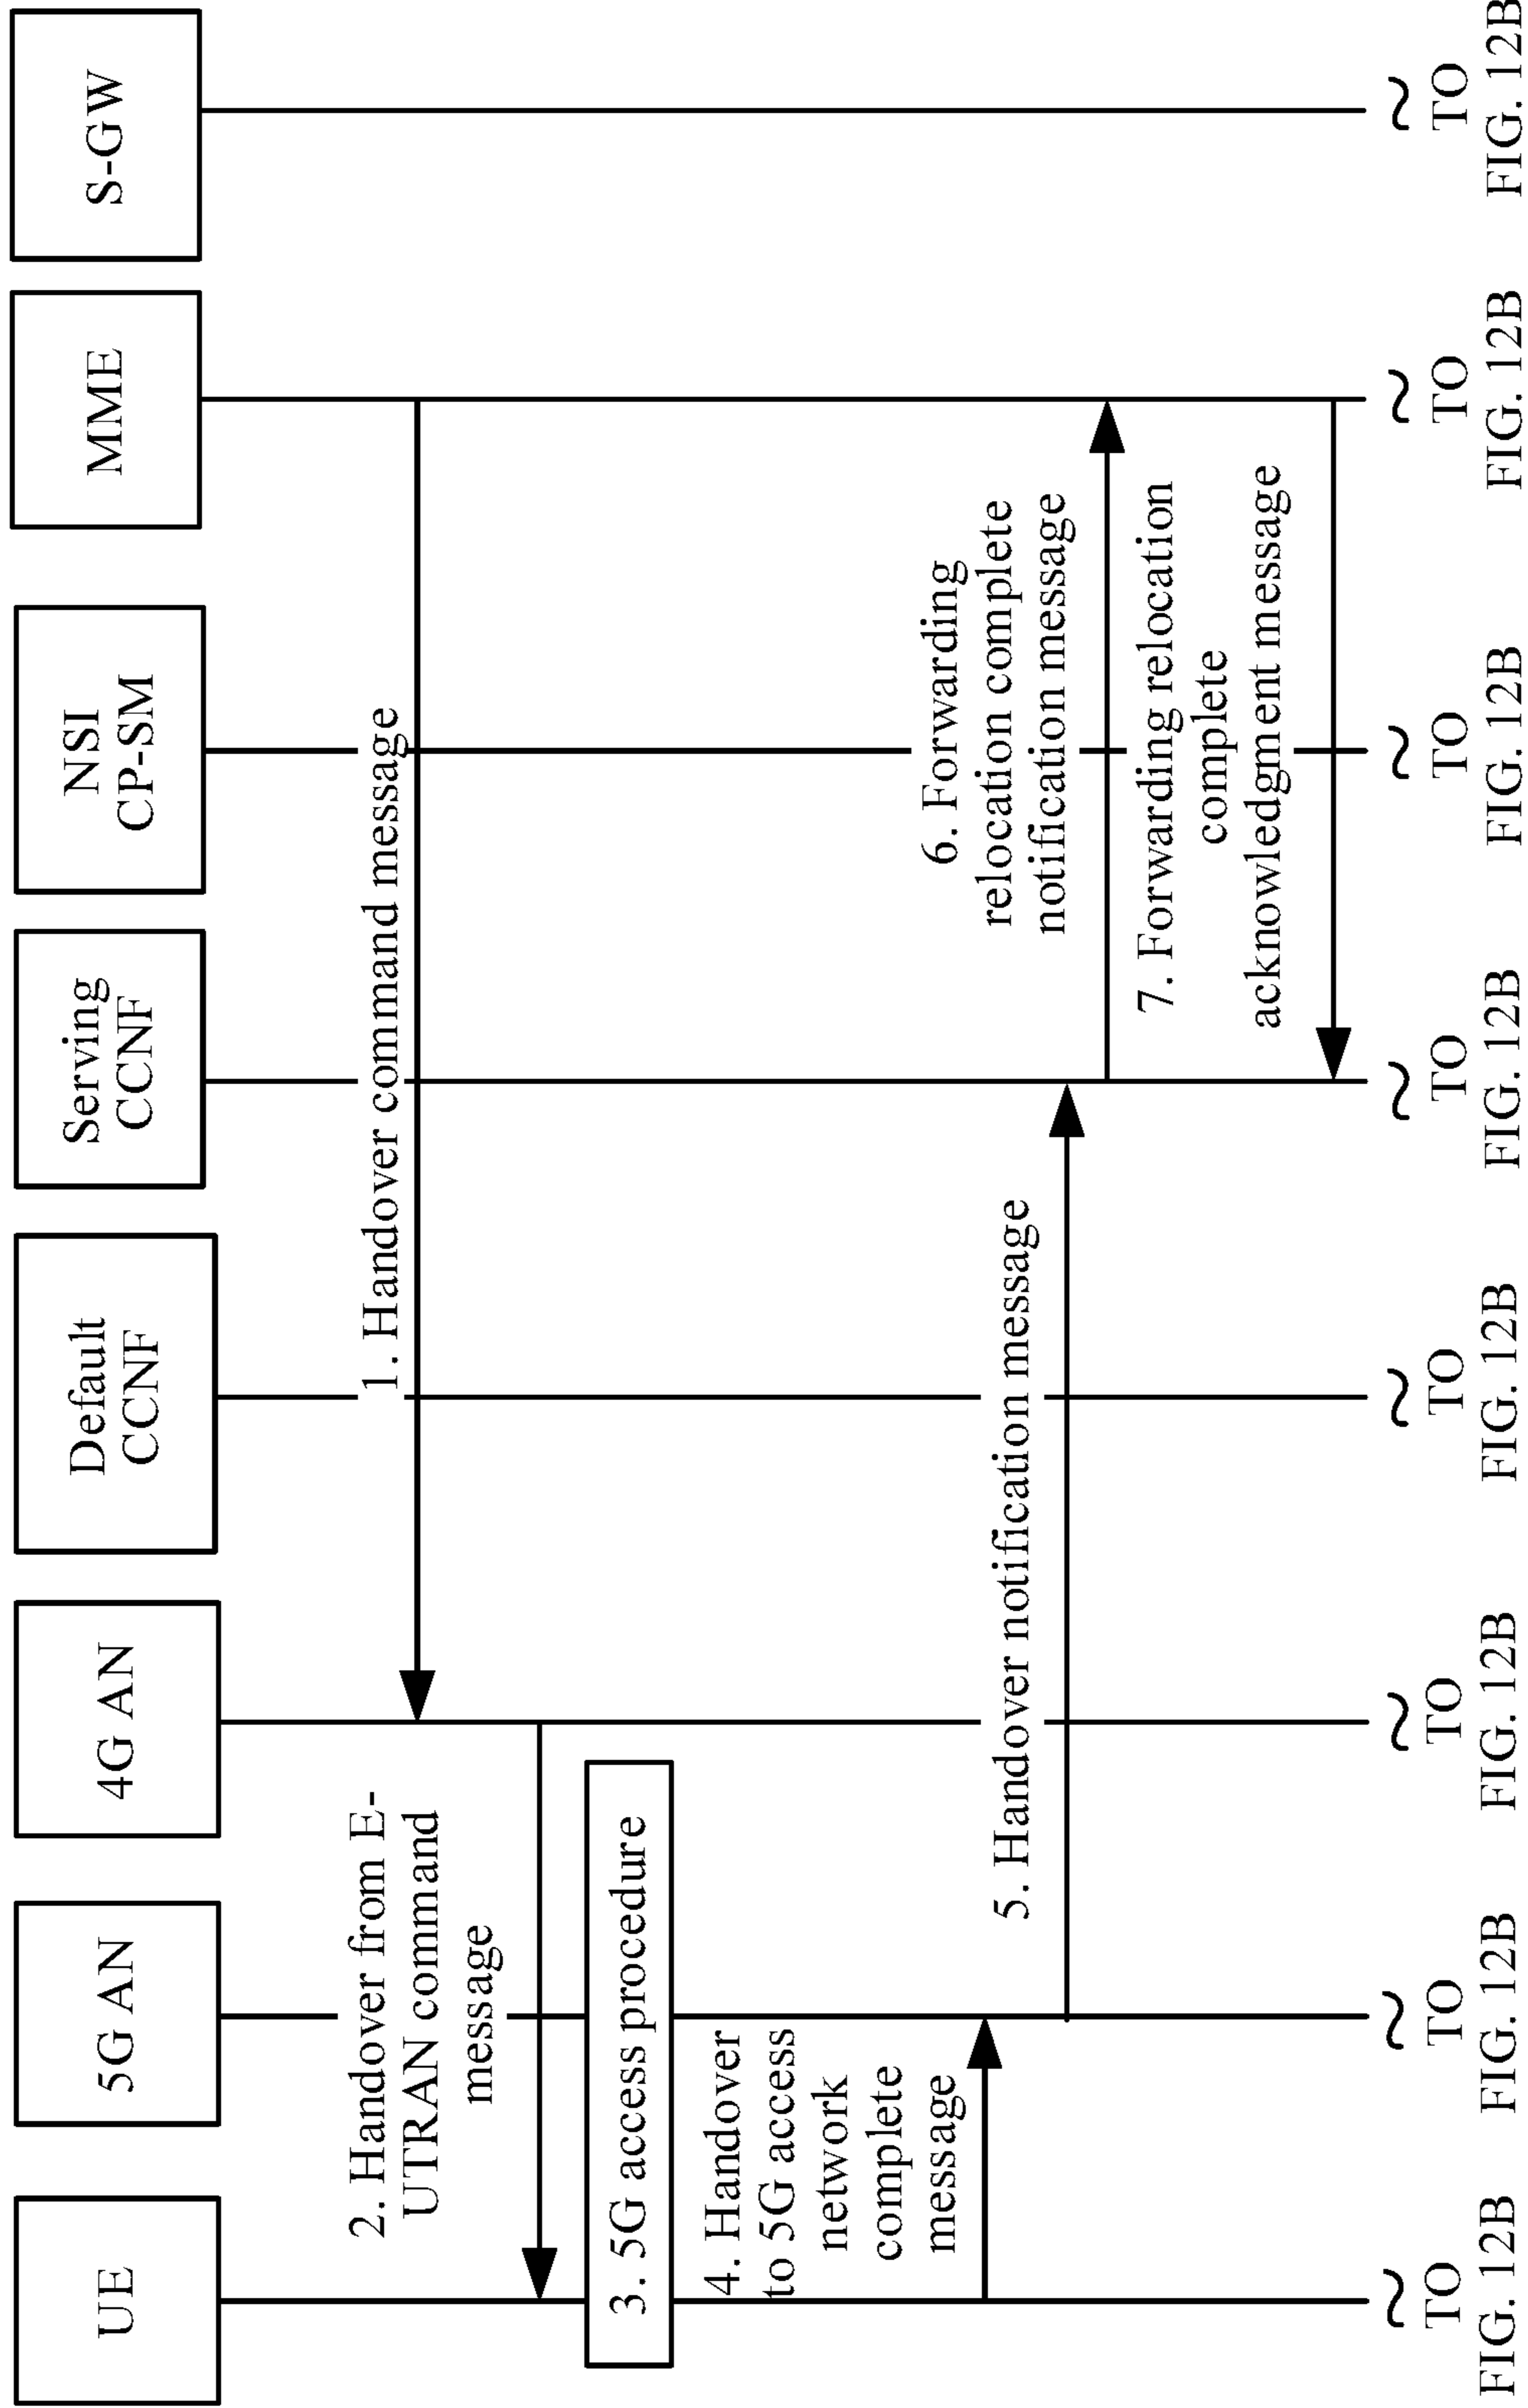 UE
5G AN
4G AN
Default
CCNF
Serving
CCNF
NSI
CP-SM
MME
S-GW
1. Handover command message
2. Handover from E-
UTRAN command
message
3. 5G access procedure
4. Handover
to 5G access
network
complete
message
5. Handover notification message
6. Forwarding
relocation complete
notification message
7. Forwarding relocation
complete
acknowledgment message
TO
FIG. 12B
TO
FIG. 12B
TO
FIG. 12B
TO
FIG. 12B
TO
FIG. 12B
TO
FIG. 12B
TO
FIG. 12B
TO
FIG. 12B